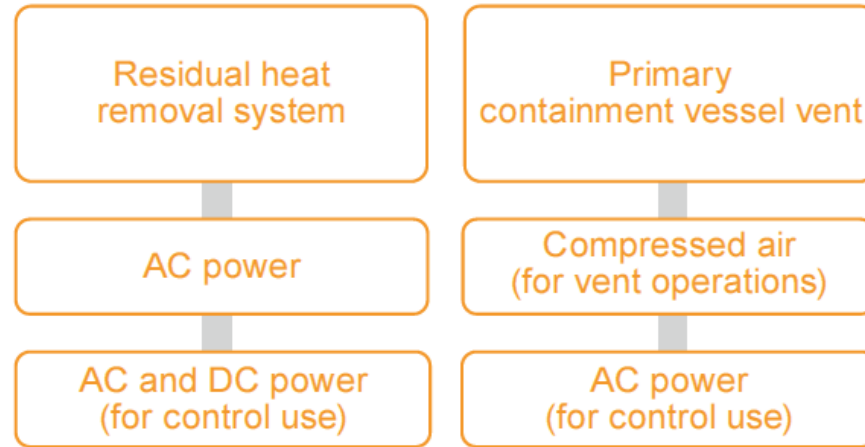 Residual heat
removal system
Primary
containment vessel vent
AC power
Compressed air
(for vent operations)
AC and DC power
(for control use)
AC power
(for control use)